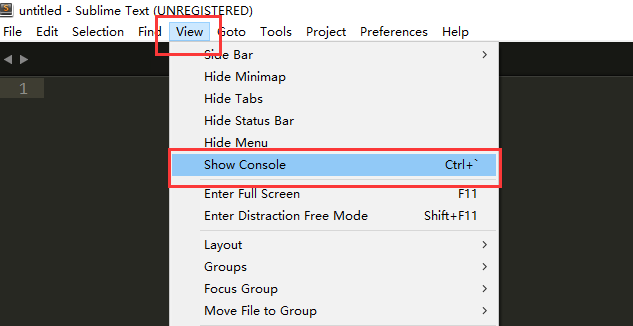 untitled - Sublime Text (UNREGISTERED)
File Edit Selection Find View Goto Tools Project Preferences Help
1
Side Bar
Hide Minimap
Hide Tabs
Hide Status Bar
Hide Menu
Show Console Ctrl+`
Enter Full Screen F11
Enter Distraction Free Mode Shift+F11
Layout
Groups
Focus Group
Move File to Group